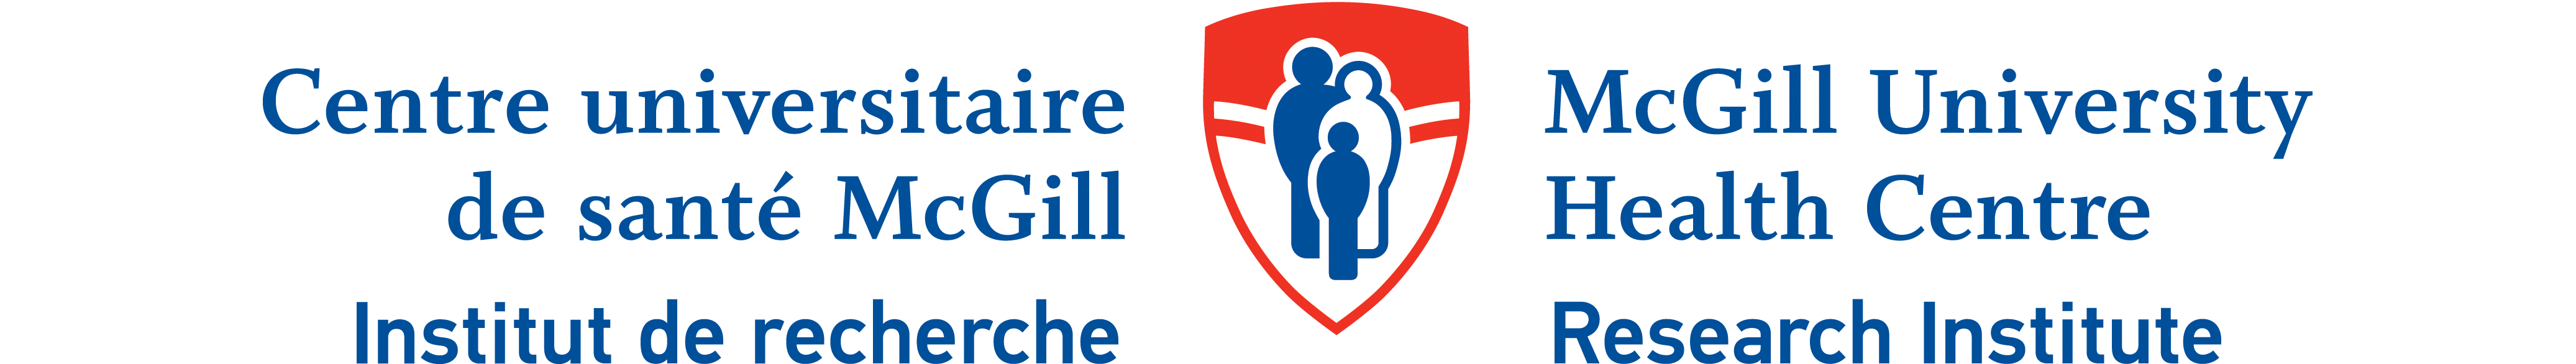 Centre universitaire
de santé McGill
Institut de recherche
McGill University
Health Centre
Research Institute